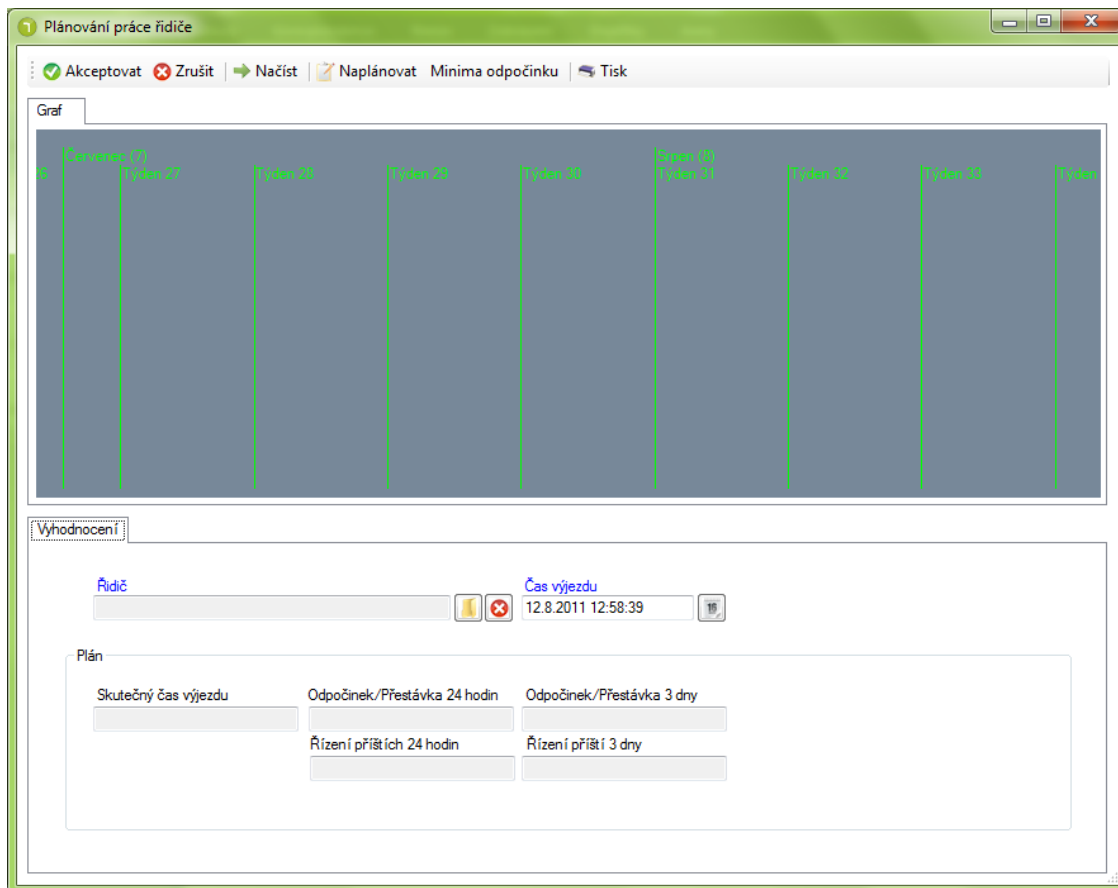 Plánování práce řidiče
Akceptovat Zrušit Načíst Naplánovat Minima odpočinku Tisk
Graf
Červenec (7) Srpen (8)
26 Týden 27 Týden 28 Týden 29 Týden 30 Týden 31 Týden 32 Týden 33 Týden
Vyhodnocení
Řidič Čas výjezdu
12.8.2011 12:58:39
Plán
Skutečný čas výjezdu Odpočinek/Přestávka 24 hodin Odpočinek/Přestávka 3 dny
Řízení příštích 24 hodin Řízení příští 3 dny